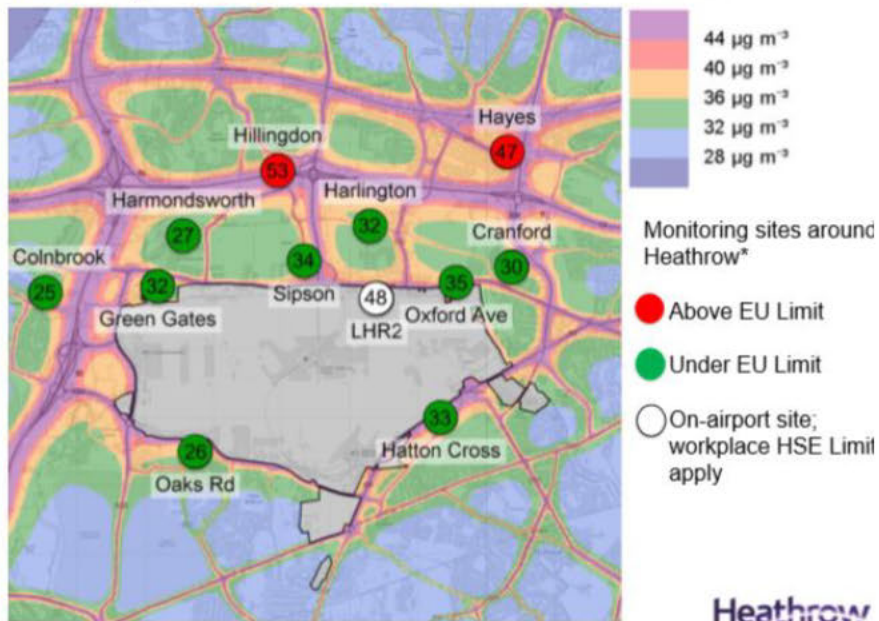 44 µg m⁻³
40 µg m⁻³
36 µg m⁻³
32 µg m⁻³
28 µg m⁻³
Hayes
47
Hillingdon
53
Harmondsworth
27
Harlington
32
Cranford
30
Colnbrook
25
34
Sipson
32
Green Gates
48
LHR2
35
Oxford Ave
33
Hatton Cross
26
Oaks Rd
Monitoring sites around
Heathrow*
Above EU Limit
Under EU Limit
On-airport site;
workplace HSE Limit
apply
Heathrow